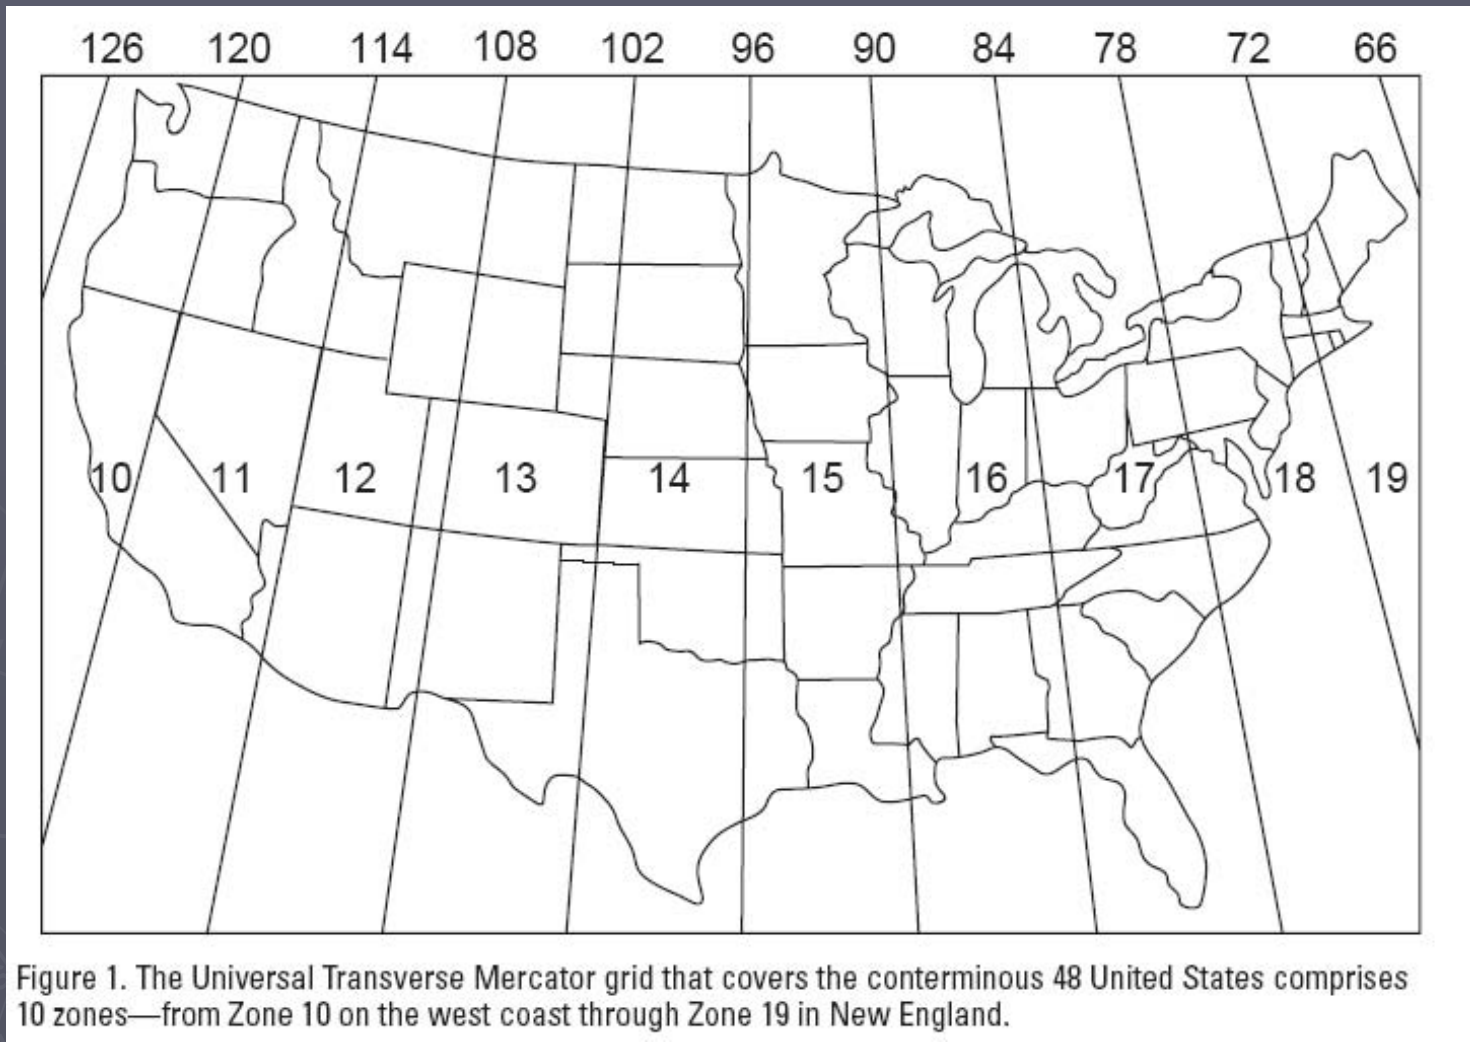 126 120 114 108 102 96 90 84 78 72 66
10 11 12 13 14 15 16 17 18 19
Figure 1. The Universal Transverse Mercator grid that covers the conterminous 48 United States comprises
10 zones—from Zone 10 on the west coast through Zone 19 in New England.